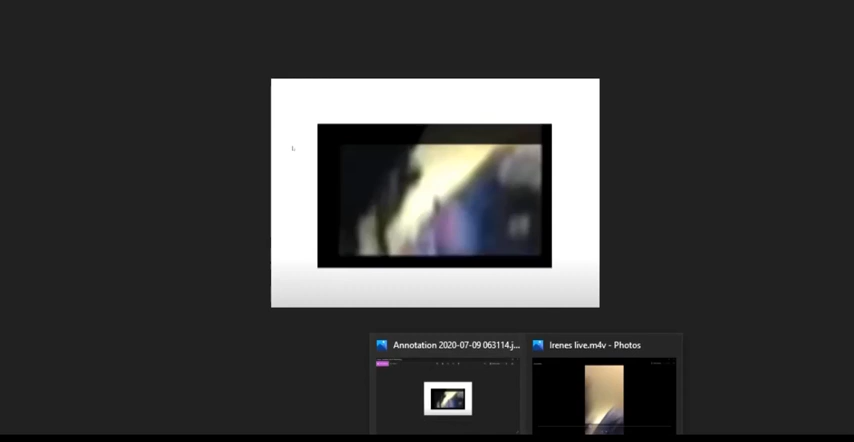 Annotation 2020-07-09 063114.j...
Irenes live.m4v - Photos